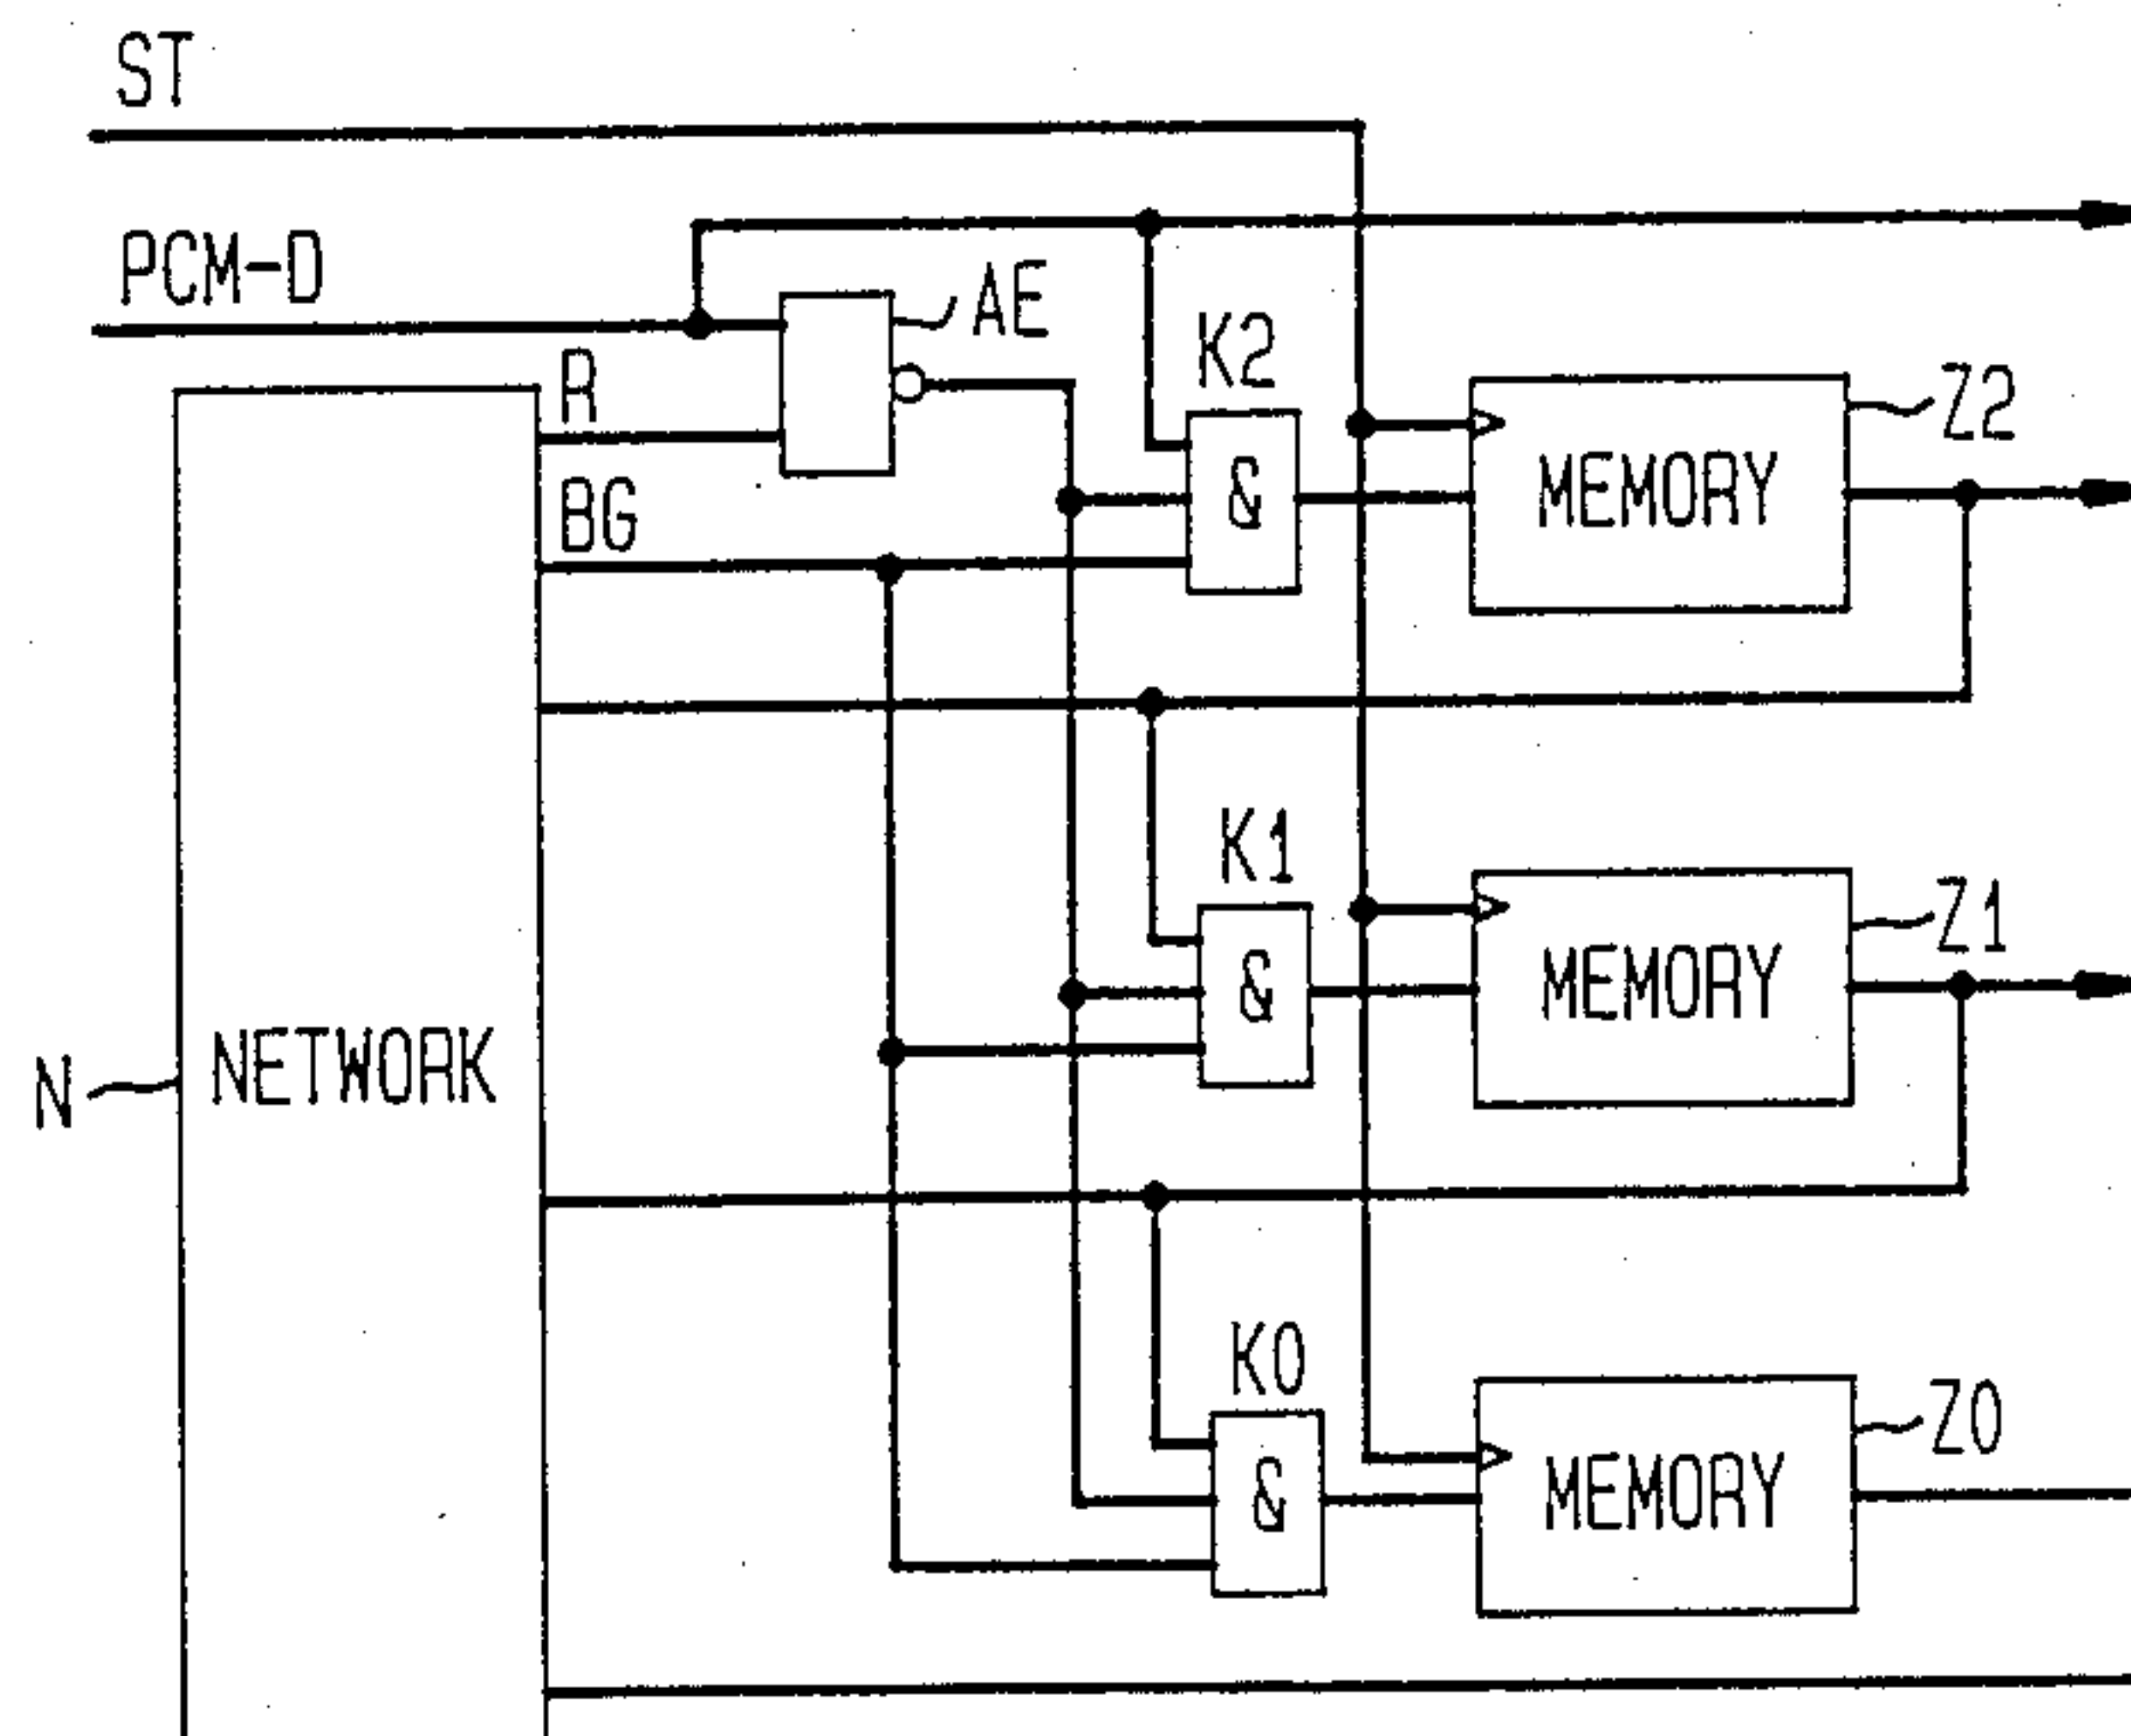 ST
PCM-D
AE
R
K2
Z2
BG
&
MEMORY
K1
Z1
&
MEMORY
N
NETWORK
K0
Z0
&
MEMORY